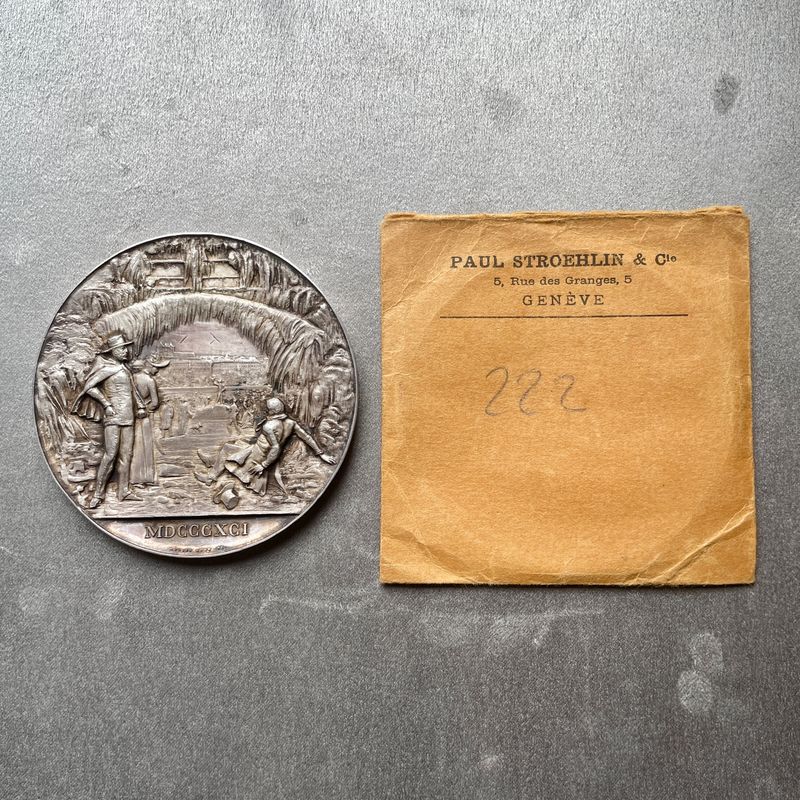 MDCCCXCI
PAUL STROEHLIN & Cie
5, Rue des Granges, 5
GENÈVE
222